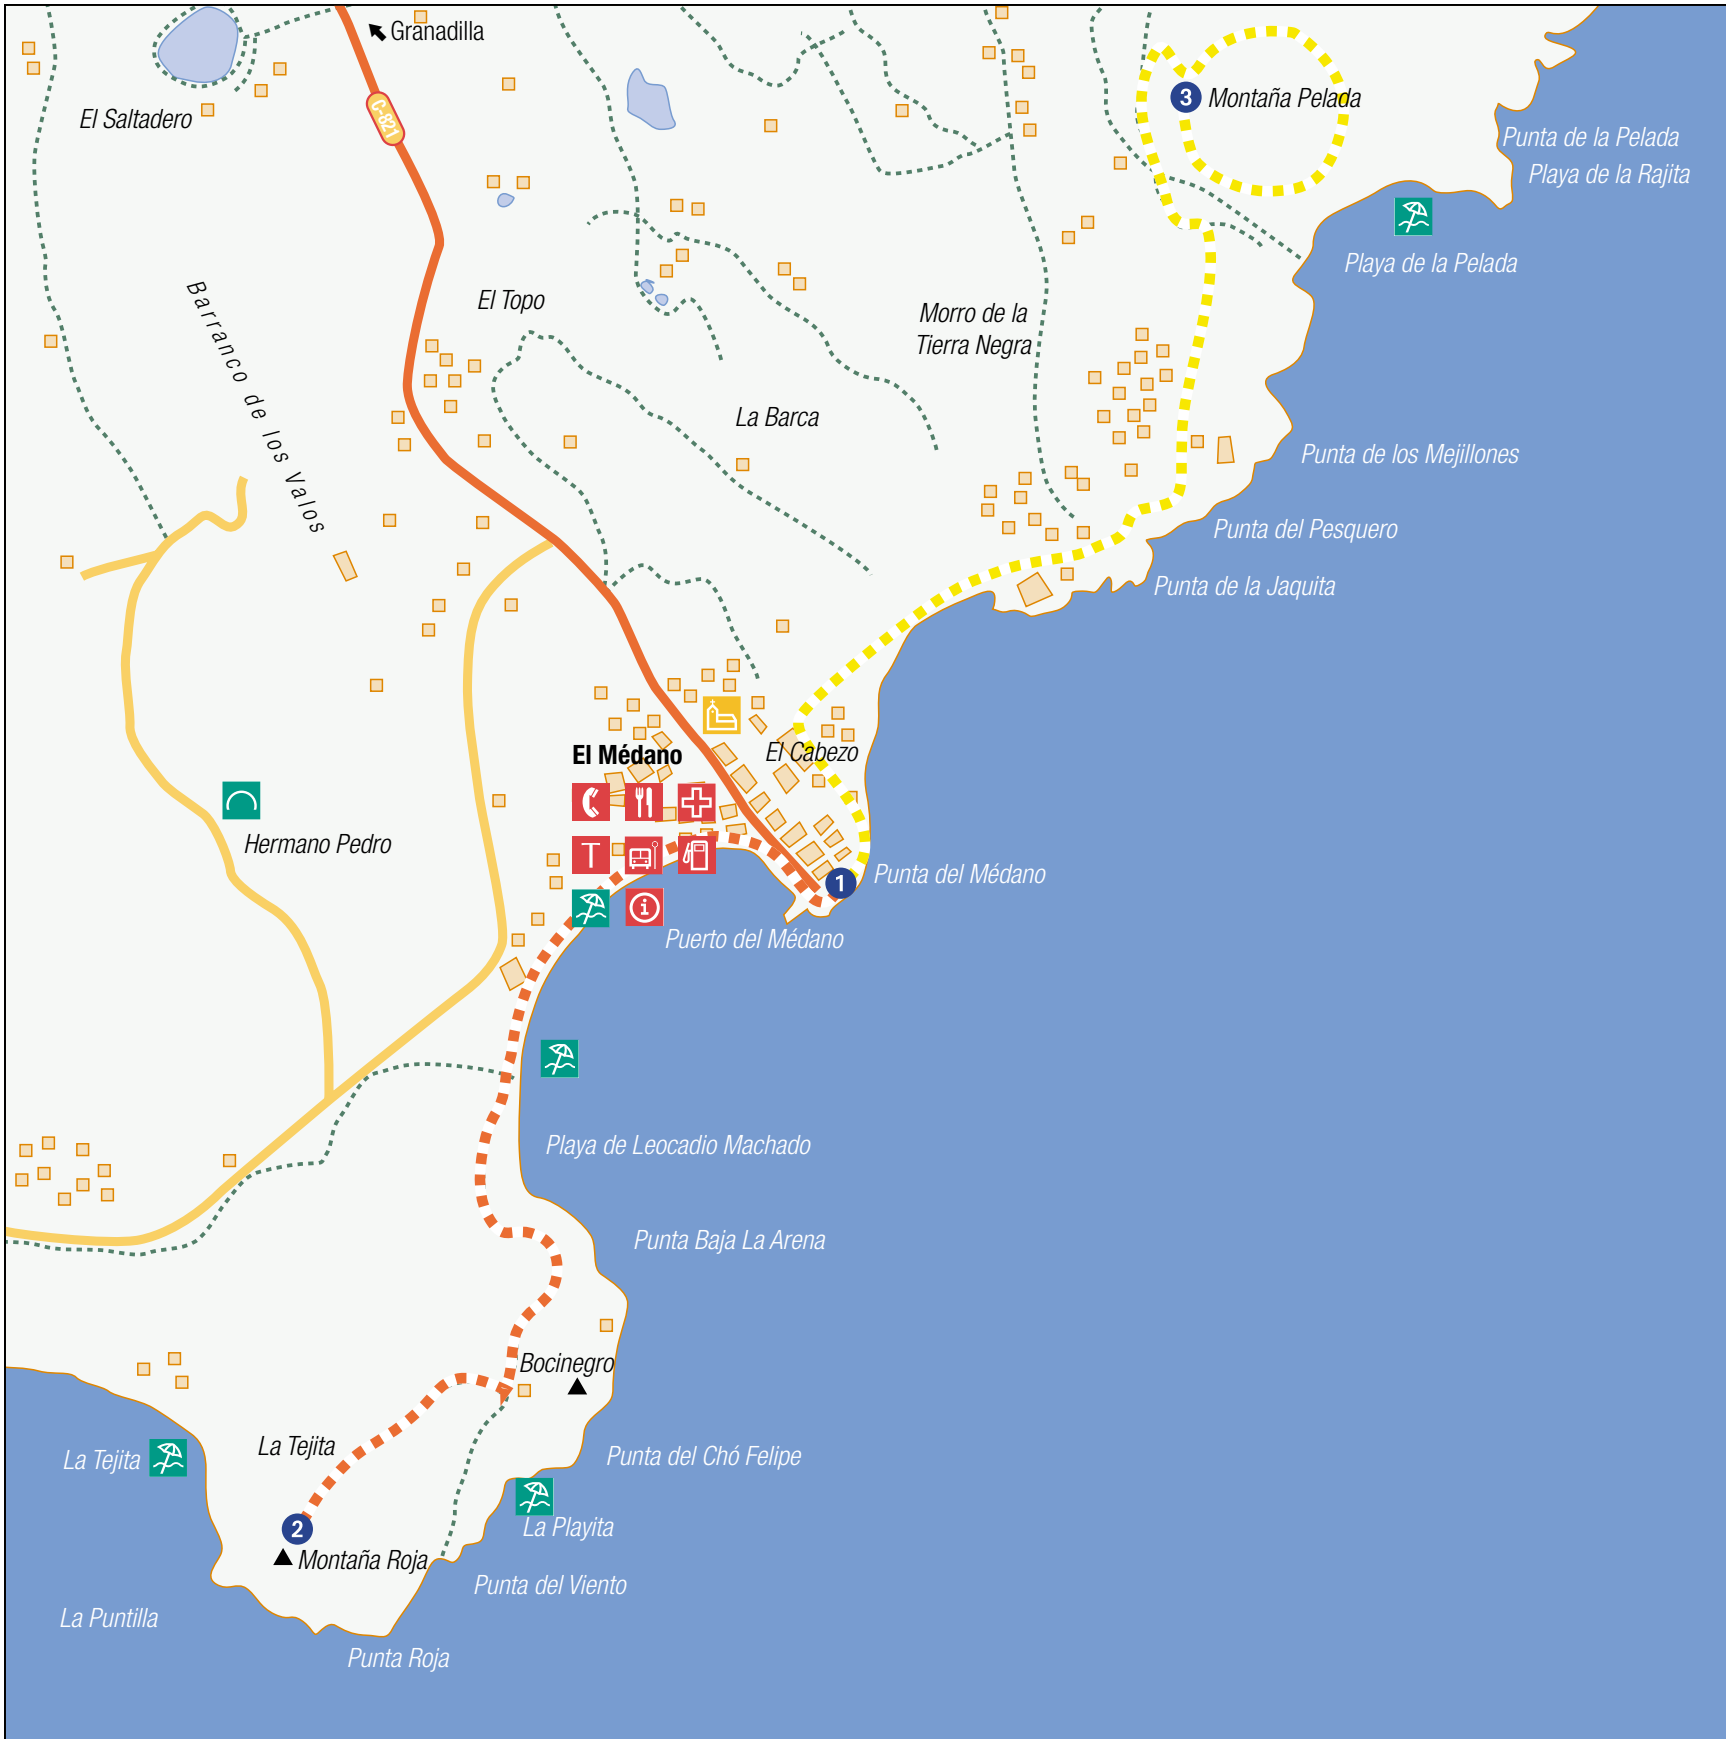 Granadilla
C-821
El Saltadero
3
Montaña Pelada
Punta de la Pelada
Playa de la Rajita
Playa de la Pelada
Barranco de los Valos
El Topo
Morro de la
Tierra Negra
La Barca
Punta de los Mejillones
Punta del Pesquero
Punta de la Jaquita
El Médano
El Cabezo
Hermano Pedro
T
i
1
Punta del Médano
Puerto del Médano
Playa de Leocadio Machado
Punta Baja La Arena
Bocinegro
La Tejita
La Tejita
Punta del Chó Felipe
La Playita
2
Montaña Roja
Punta del Viento
La Puntilla
Punta Roja